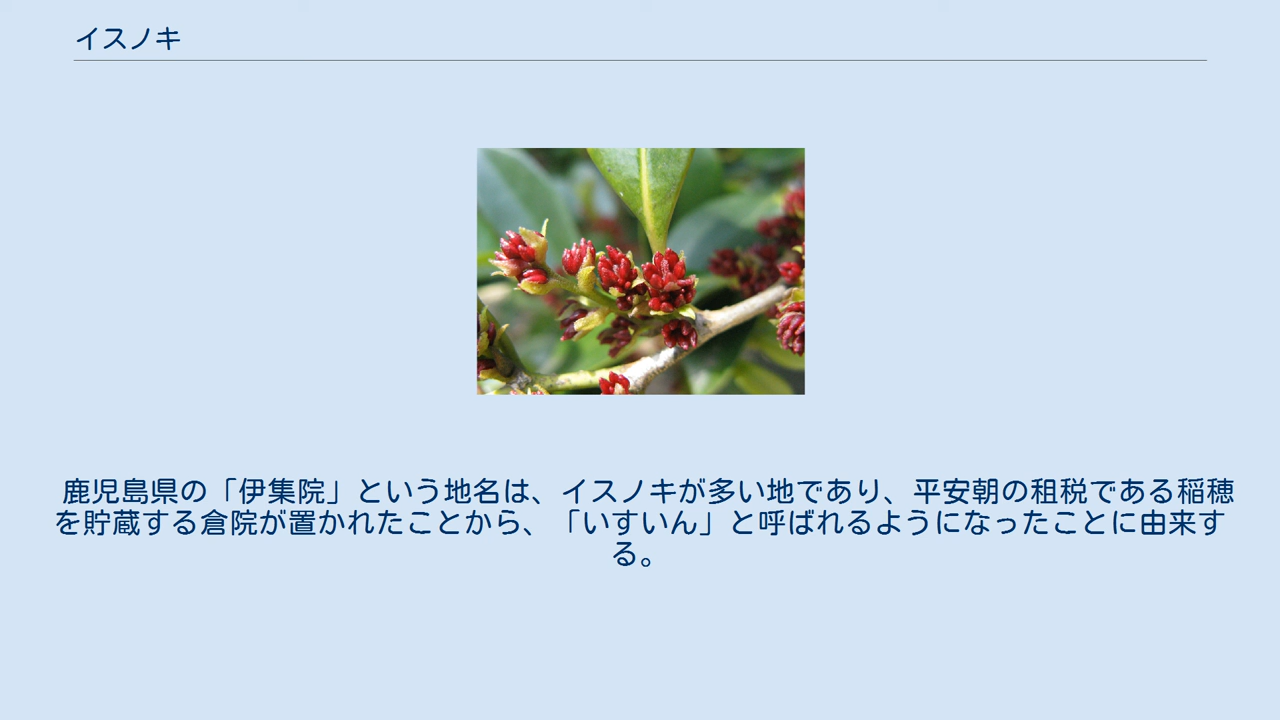 イスノキ
鹿児島県の「伊集院」という地名は、イスノキが多い地であり、平安朝の租税である稲穂
を貯蔵する倉院が置かれたことから、「いすいん」と呼ばれるようになったことに由来す
る。